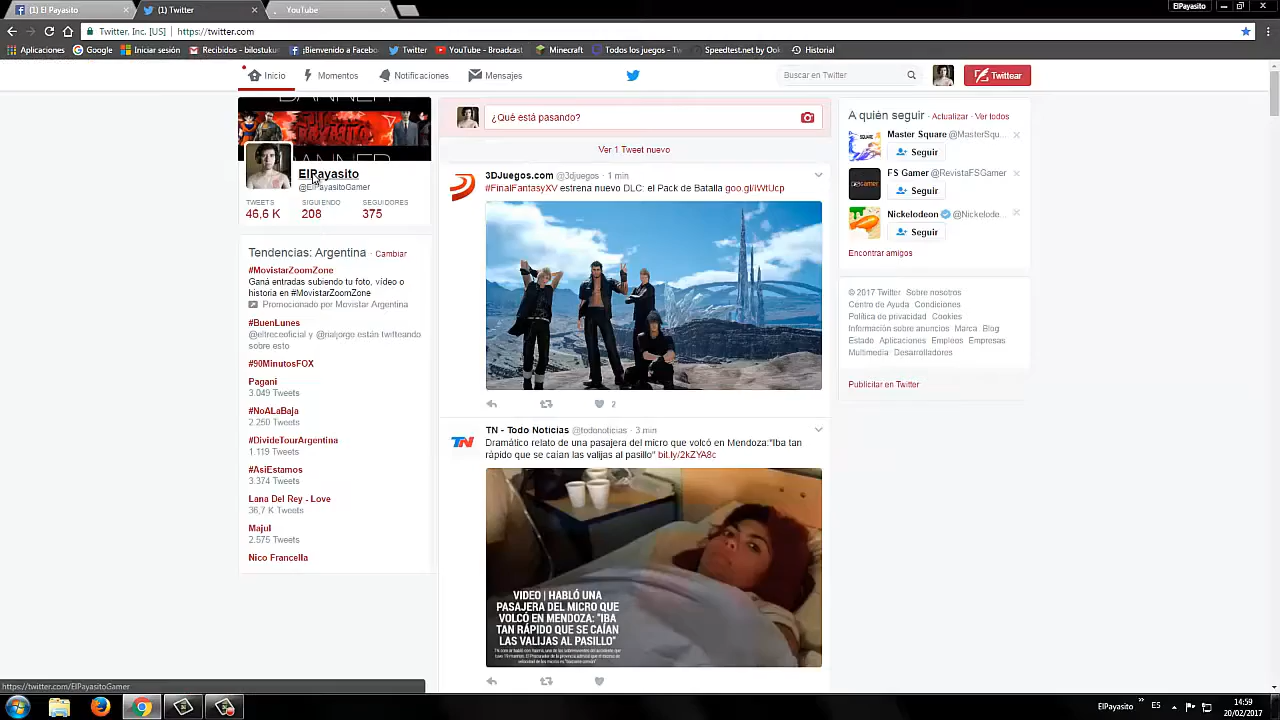 (1) El Payasito
(1) Twitter
YouTube
ElPayasito
Twitter, Inc. [US]
https://twitter.com
Aplicaciones
Google
Iniciar sesión
Recibidos - bilostukur
¡Bienvenido a Facebo
Twitter
YouTube - Broadcast
Minecraft
Todos los juegos - Tw
Speedtest.net by Ook
Historial
Inicio
Momentos
Notificaciones
Mensajes
Buscar en Twitter
Twittear
BANNER
ElPayasito
@ElPayasitoGamer
TWEETS
SIGUIENDO
SEGUIDORES
46,6 K
208
375
Tendencias: Argentina · Cambiar
#MovistarZoomZone
Ganá entradas subiendo tu foto, video o
historia en #MovistarZoomZone
Promocionado por Movistar Argentina
#BuenLunes
@eltreceoficial y @rialjorge están twitteando
sobre esto
#90MinutosFOX
Pagani
3.049 Tweets
#NoALaBaja
2.250 Tweets
#DivideTourArgentina
1.119 Tweets
#AsiEstamos
3.374 Tweets
Lana Del Rey - Love
36,7 K Tweets
Majul
2.575 Tweets
Nico Francella
¿Qué está pasando?
Ver 1 Tweet nuevo
3DJuegos.com @3djuegos · 1 min
#FinalFantasyXV estrena nuevo DLC: el Pack de Batalla goo.gl/IWtUcp
2
TN - Todo Noticias @todonoticias · 3 min
Dramático relato de una pasajera del micro que volcó en Mendoza:"Iba tan
rápido que se caían las valijas al pasillo" bit.ly/2kZYA8c
TN
VIDEO | HABLÓ UNA
PASAJERA DEL MICRO QUE
VOLCÓ EN MENDOZA: "IBA
TAN RÁPIDO QUE SE CAÍAN
LAS VALIJAS AL PASILLO"
A quién seguir · Actualizar · Ver todos
Master Square @MasterSqu...
Seguir
FS Gamer @RevistaFSGamer
Seguir
Nickelodeon @Nickelode...
Seguir
Encontrar amigos
© 2017 Twitter Sobre nosotros
Centro de Ayuda Condiciones
Política de privacidad Cookies
Información sobre anuncios Marca Blog
Estado Aplicaciones Empleos Empresas
Multimedia Desarrolladores
Publicitar en Twitter
https://twitter.com/ElPayasitoGamer
ElPayasito
ES
14:59
20/02/2017